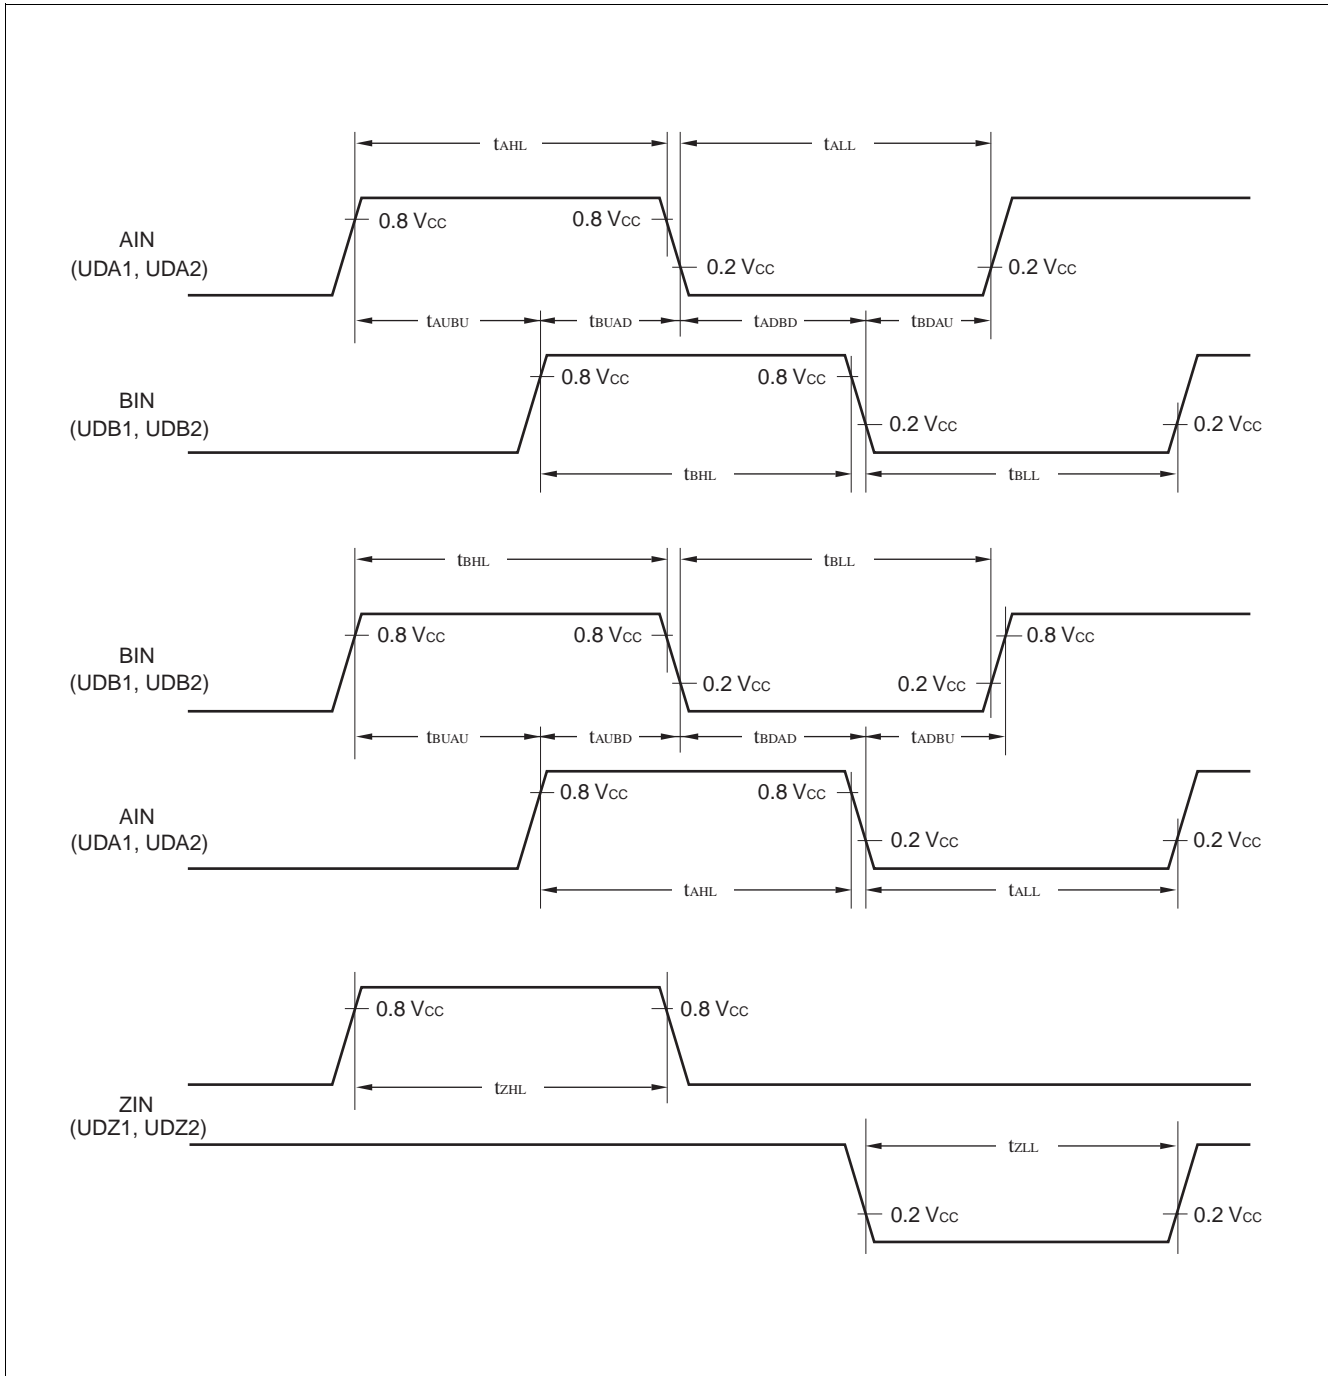 tAHL tALL
0.8 VCC 0.8 VCC
AIN
(UDA1, UDA2)
0.2 VCC 0.2 VCC
tAUBU tBUAD tADBD tBDAU
0.8 VCC 0.8 VCC
BIN
(UDB1, UDB2)
0.2 VCC 0.2 VCC
tBHL tBLL
tBHL tBLL
0.8 VCC 0.8 VCC 0.8 VCC
BIN
(UDB1, UDB2)
0.2 VCC 0.2 VCC
tBUAU tAUBD tBDAD tADBU
0.8 VCC 0.8 VCC
AIN
(UDA1, UDA2)
0.2 VCC 0.2 VCC
tAHL tALL
0.8 VCC 0.8 VCC
tZHL
ZIN
(UDZ1, UDZ2)
tZLL
0.2 VCC 0.2 VCC